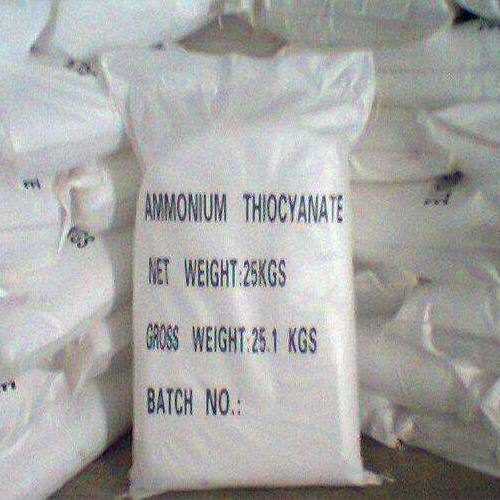 AMMONIUM THIOCYANATE
NET WEIGHT:25KGS
GROSS WEIGHT:25.1 KGS
BATCH NO.: